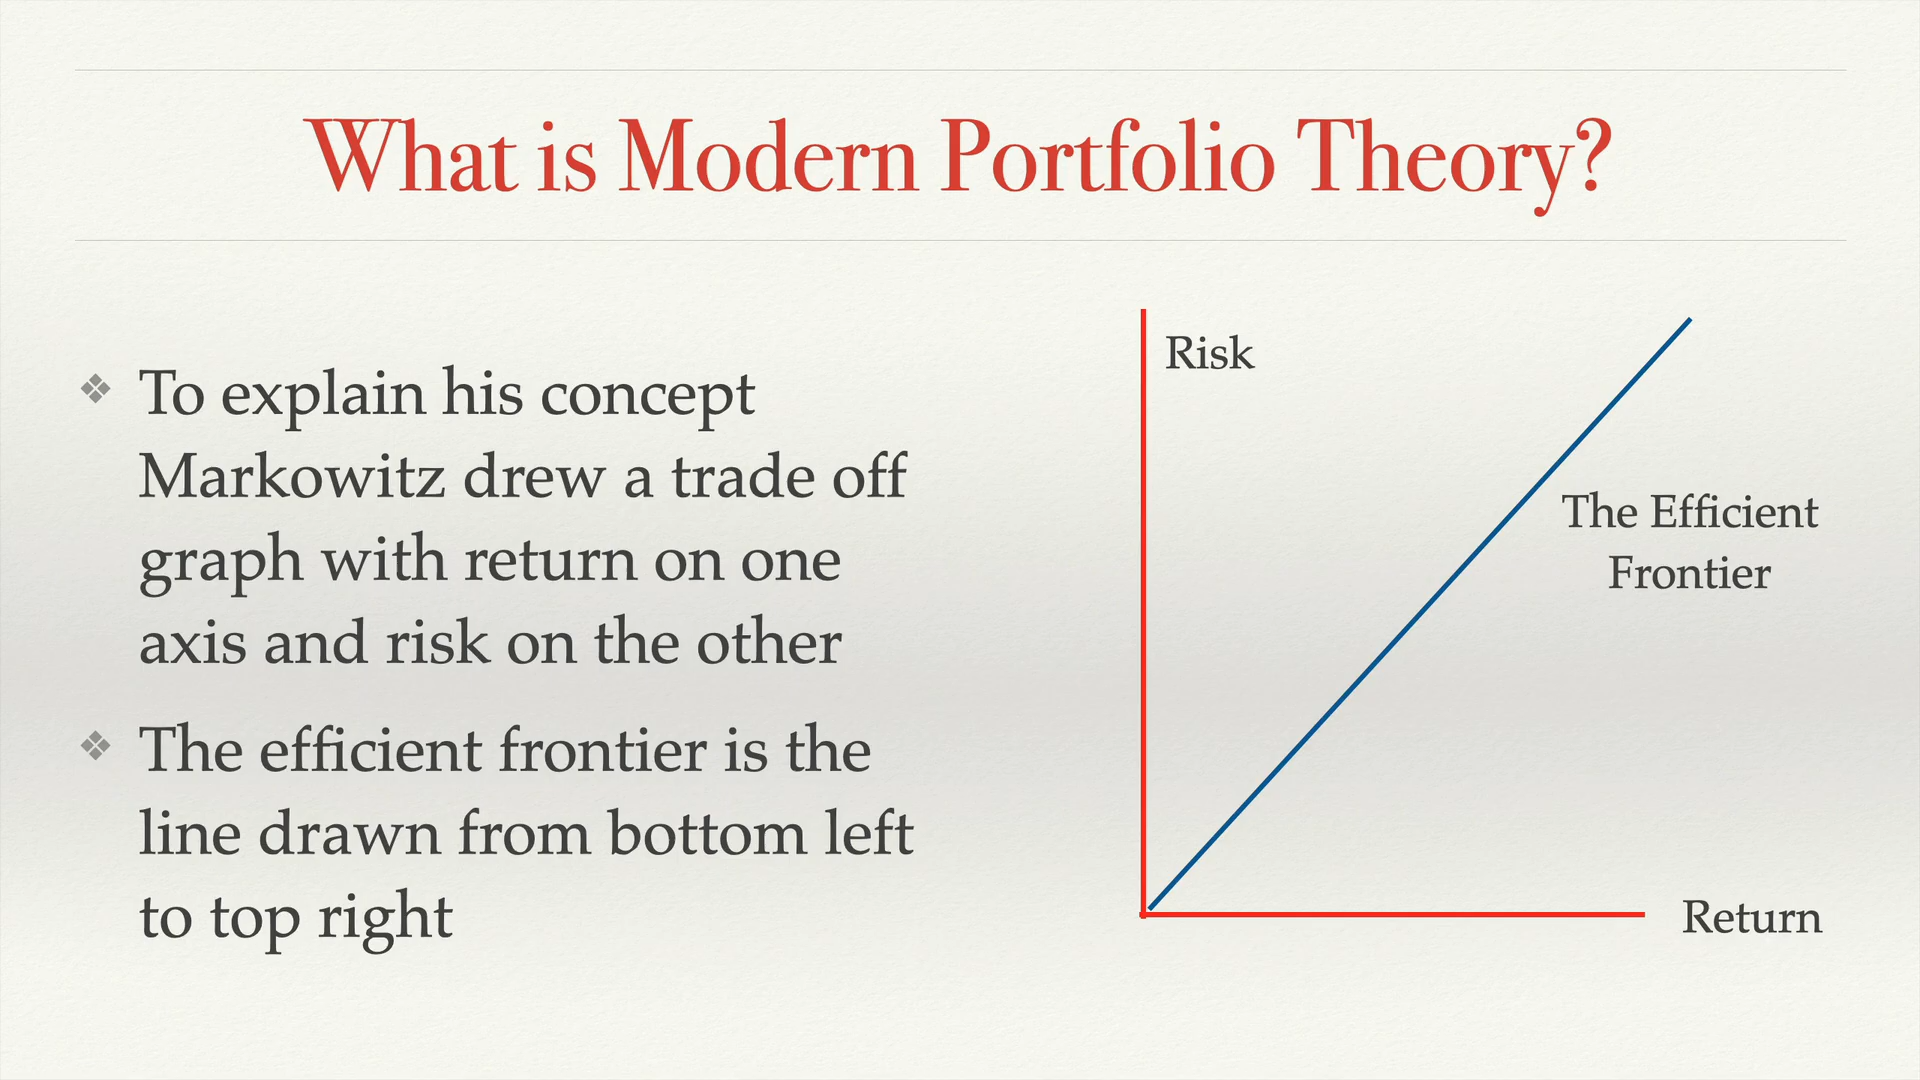 What is Modern Portfolio Theory?
To explain his concept
Markowitz drew a trade off
graph with return on one
axis and risk on the other
The efficient frontier is the
line drawn from bottom left
to top right
Risk
The Efficient
Frontier
Return